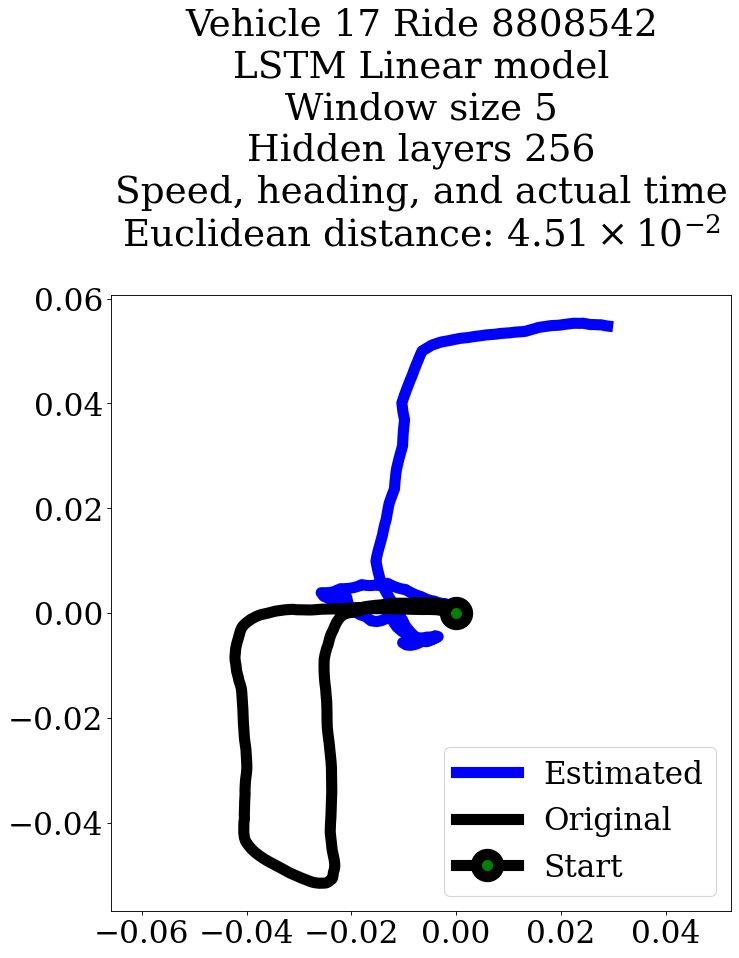 Vehicle 17 Ride 8808542
LSTM Linear model
Window size 5
Hidden layers 256
Speed, heading, and actual time
Euclidean distance: 4.51 × 10⁻²
0.06
0.04
0.02
0.00
−0.02
−0.04
Estimated
Original
Start
−0.06 −0.04 −0.02 0.00 0.02 0.04